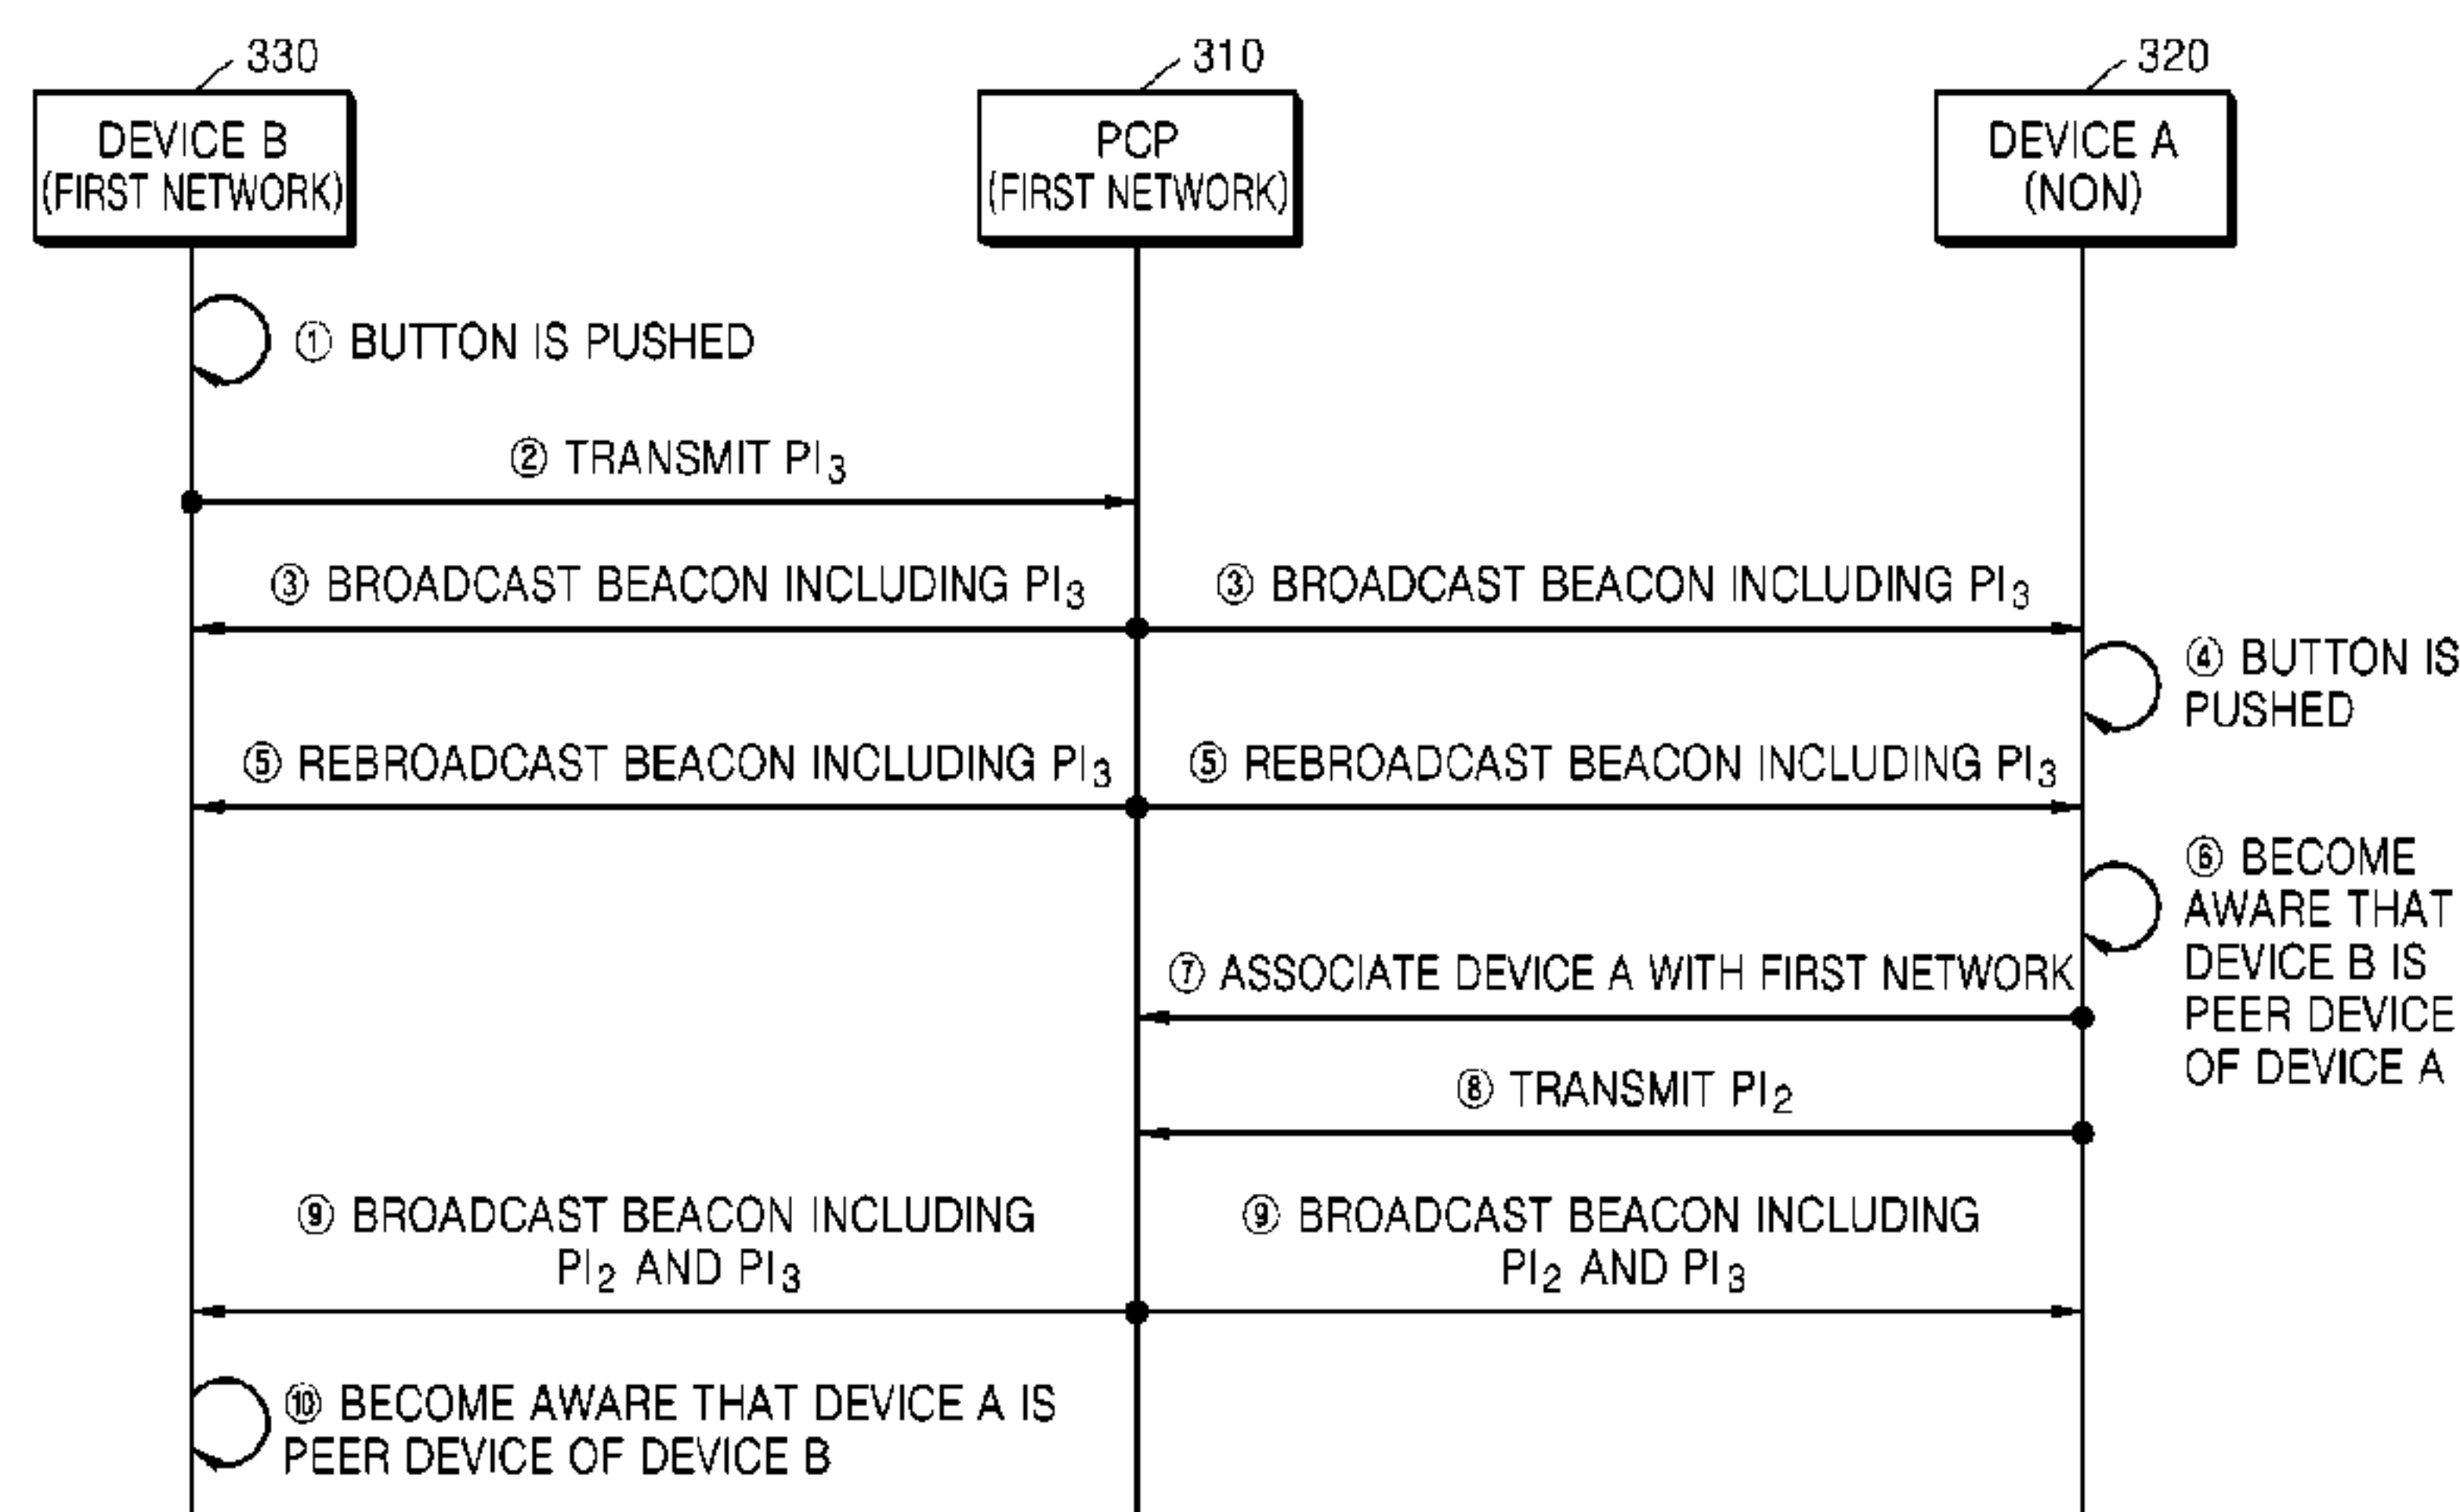 330
310
320
DEVICE B
(FIRST NETWORK)
PCP
(FIRST NETWORK)
DEVICE A
(NON)
① BUTTON IS PUSHED
② TRANSMIT PI₃
③ BROADCAST BEACON INCLUDING PI₃
③ BROADCAST BEACON INCLUDING PI₃
④ BUTTON IS
PUSHED
⑤ REBROADCAST BEACON INCLUDING PI₃
⑤ REBROADCAST BEACON INCLUDING PI₃
⑥ BECOME
AWARE THAT
DEVICE B IS
PEER DEVICE
OF DEVICE A
⑦ ASSOCIATE DEVICE A WITH FIRST NETWORK
⑧ TRANSMIT PI₂
⑨ BROADCAST BEACON INCLUDING
PI₂ AND PI₃
⑨ BROADCAST BEACON INCLUDING
PI₂ AND PI₃
⑩ BECOME AWARE THAT DEVICE A IS
PEER DEVICE OF DEVICE B